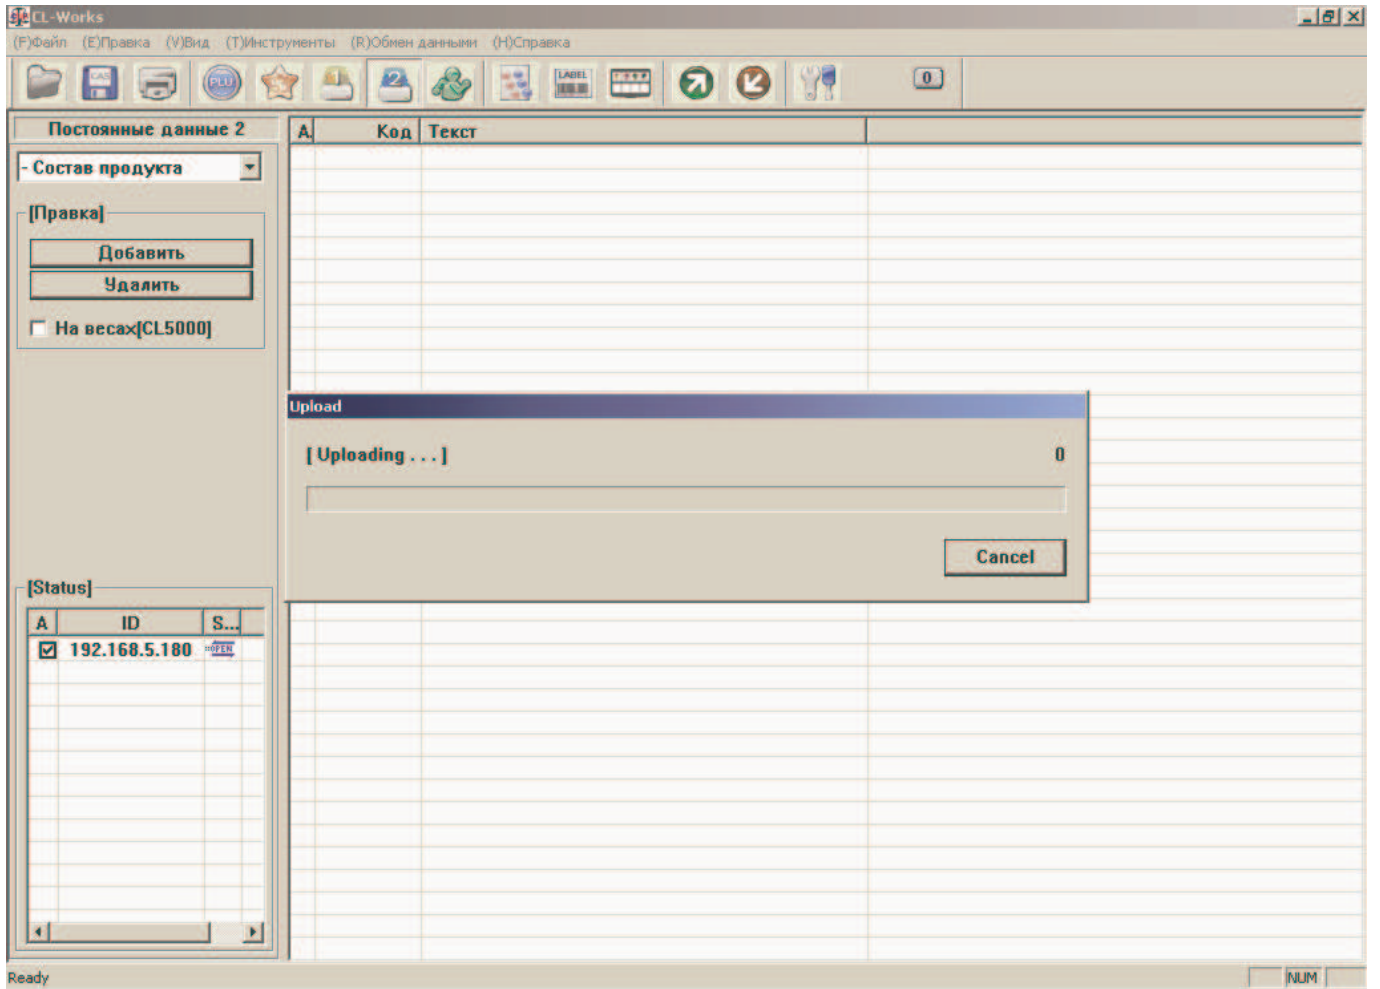 CL-Works
(F)Файл (E)Правка (V)Вид (T)Инструменты (R)Обмен данными (H)Справка
CAS PLU 1 2 LABEL 0
Постоянные данные 2
А Код Текст
- Состав продукта
[Правка]
Добавить
Удалить
На весах[CL5000]
Upload
[ Uploading . . . ] 0
Cancel
[Status]
A ID S...
192.168.5.180 OPEN
Ready NUM